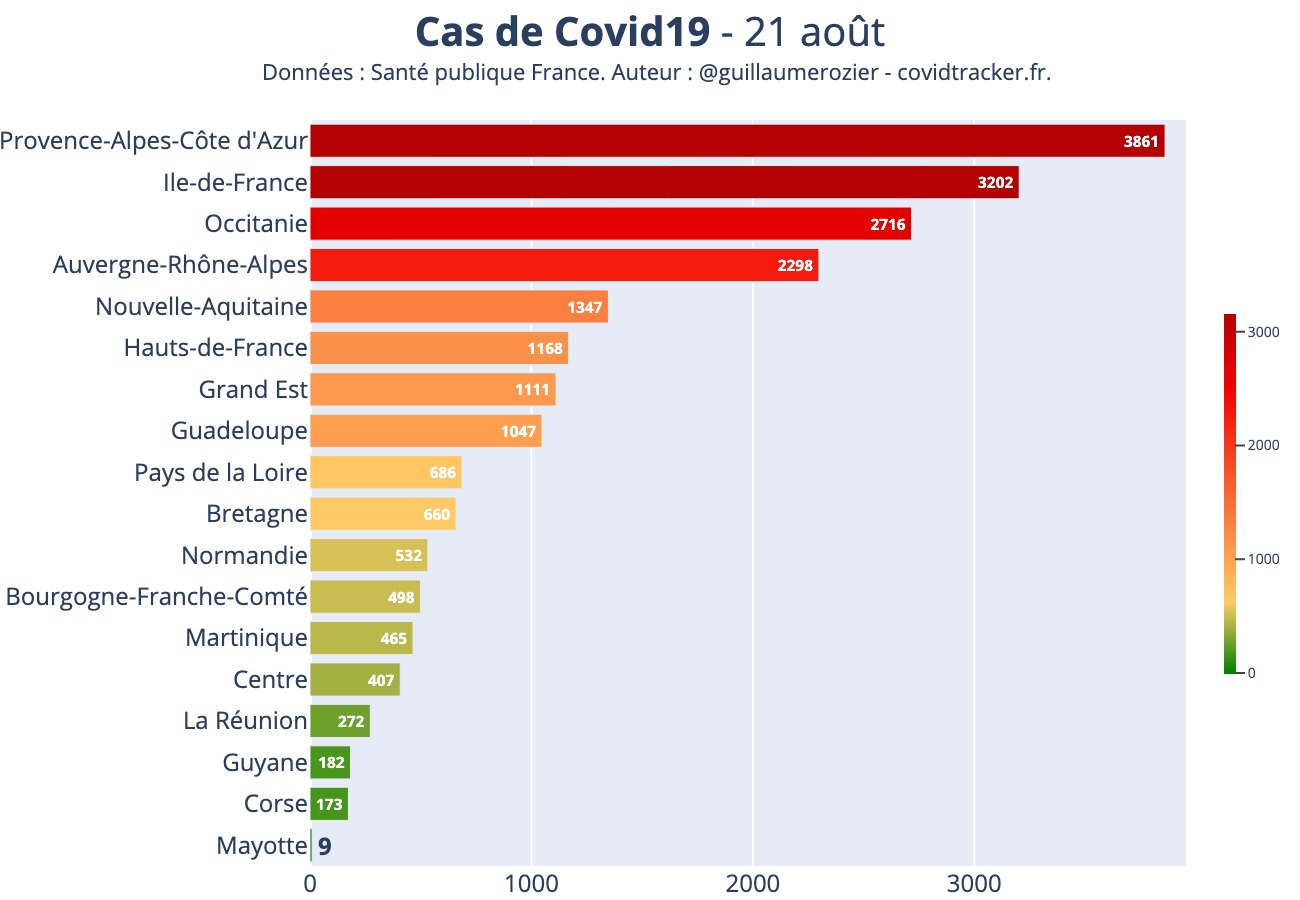 Cas de Covid19 - 21 août
Données : Santé publique France. Auteur : @guillaumerozier - covidtracker.fr.
Provence-Alpes-Côte d'Azur 3861
Ile-de-France 3202
Occitanie 2716
Auvergne-Rhône-Alpes 2298
Nouvelle-Aquitaine 1347
Hauts-de-France 1168
Grand Est 1111
Guadeloupe 1047
Pays de la Loire 686
Bretagne 660
Normandie 532
Bourgogne-Franche-Comté 498
Martinique 465
Centre 407
La Réunion 272
Guyane 182
Corse 173
Mayotte 9
0 1000 2000 3000
3000
2000
1000
0